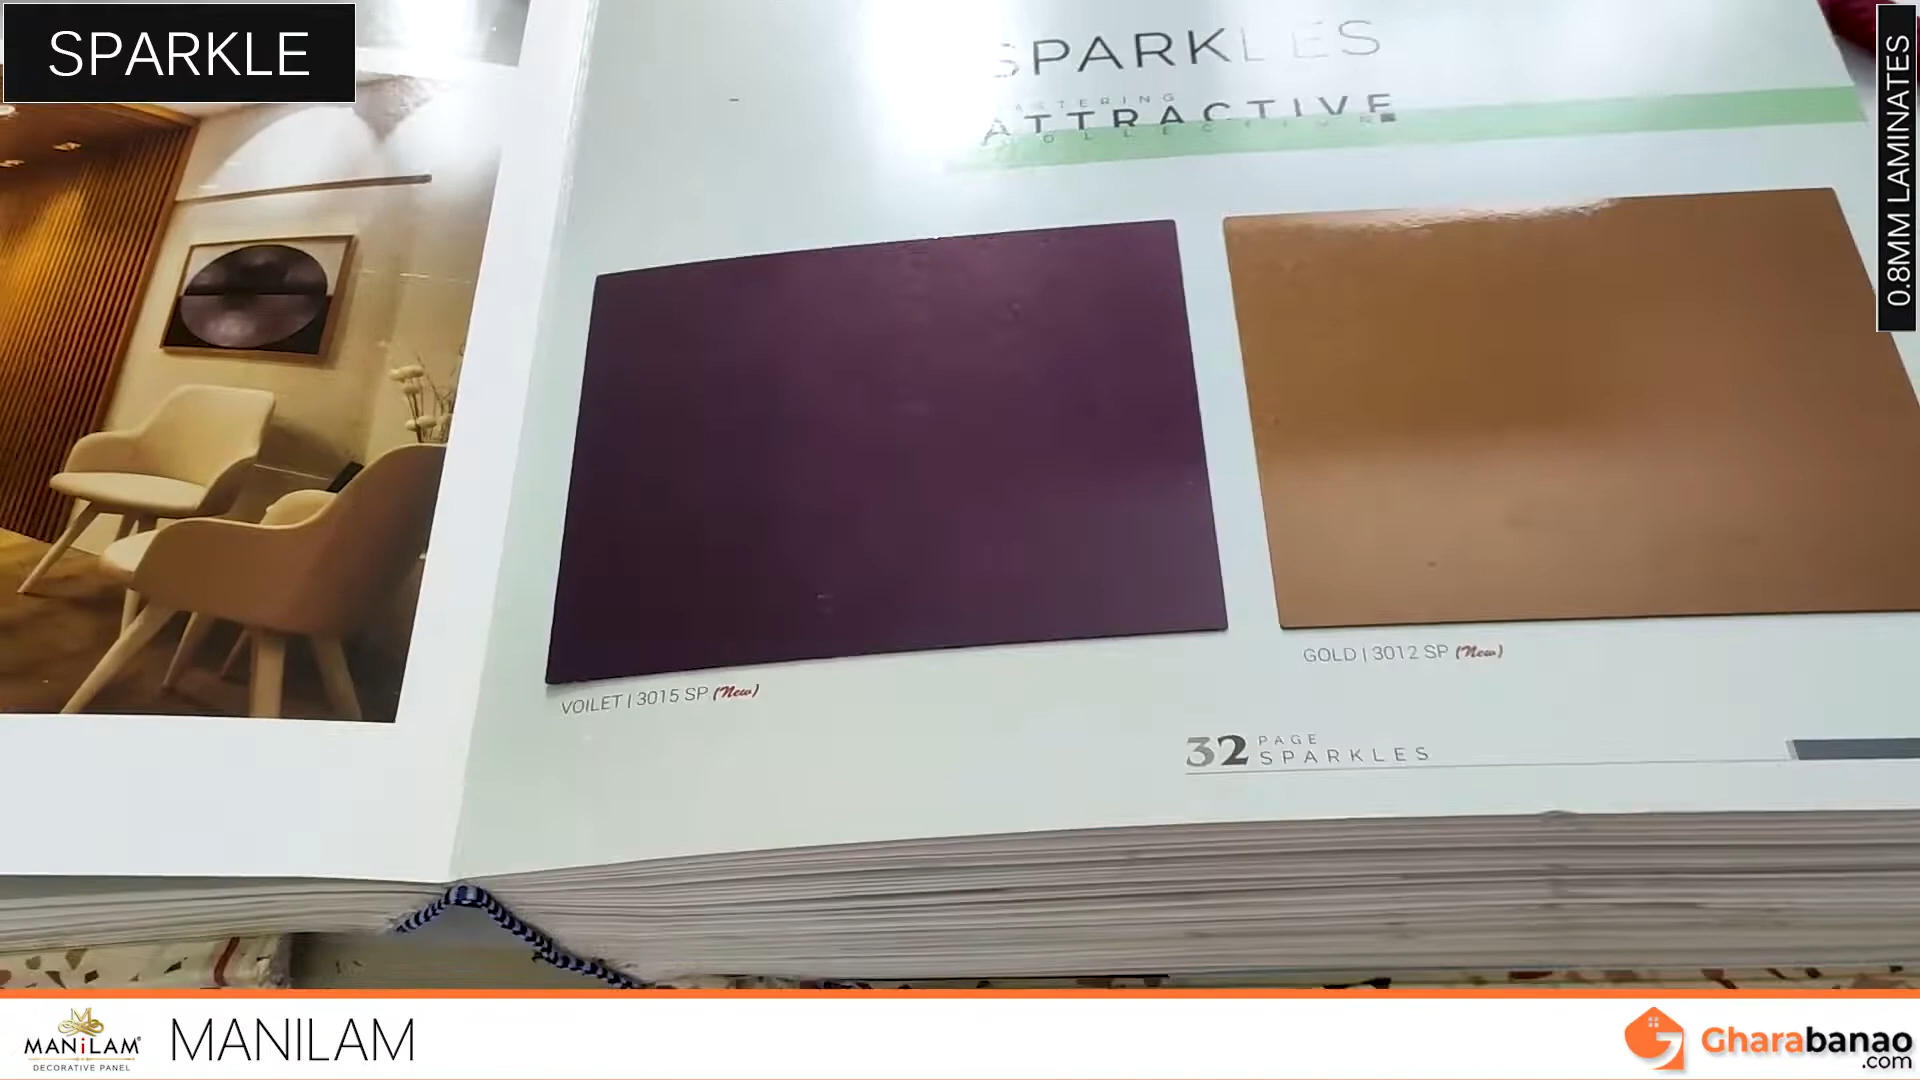 SPARKLE
0.8MM LAMINATES
SPARKLES
ATTRACTIVE
VOILET | 3015 SP (New)
GOLD | 3012 SP (New)
32 PAGE
SPARKLES
MANiLAM
DECORATIVE PANEL
MANILAM
Gharabanao
.com